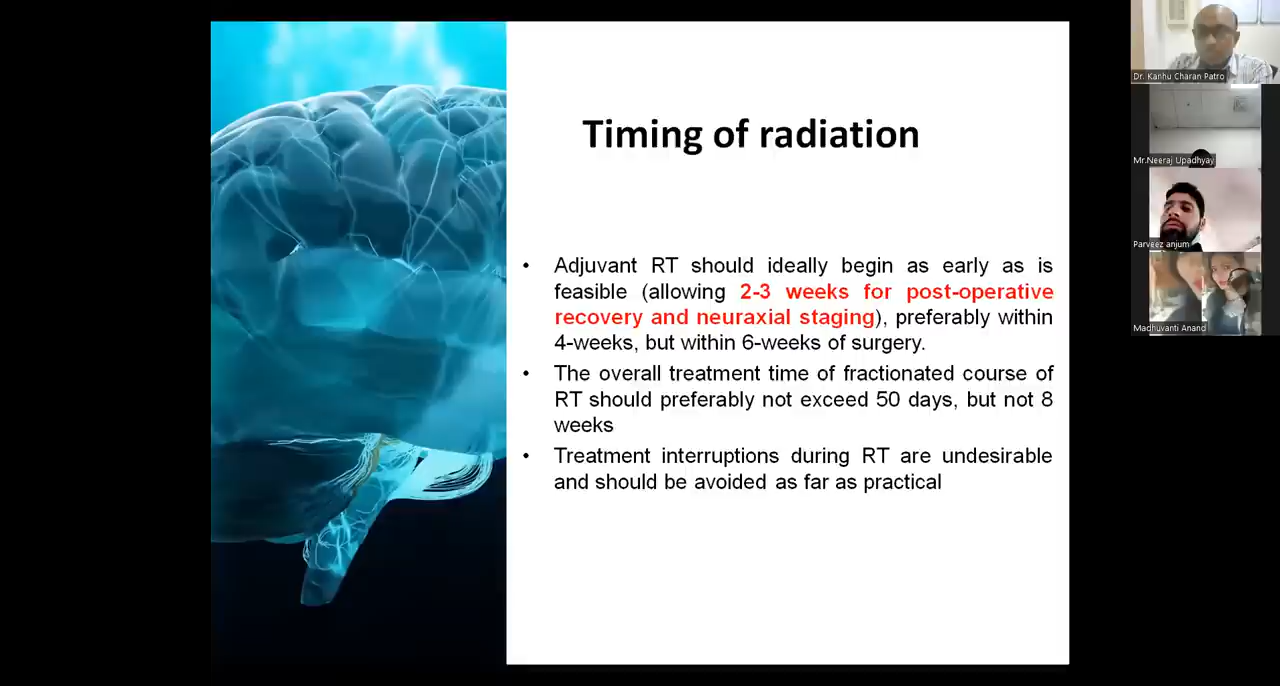 Timing of radiation
• Adjuvant RT should ideally begin as early as is
feasible (allowing 2-3 weeks for post-operative
recovery and neuraxial staging), preferably within
4-weeks, but within 6-weeks of surgery.
• The overall treatment time of fractionated course of
RT should preferably not exceed 50 days, but not 8
weeks
• Treatment interruptions during RT are undesirable
and should be avoided as far as practical
Dr. Kanhu Charan Patro
Mr.Neeraj Upadhyay
Parveez anjum
Madhuvanti Anand